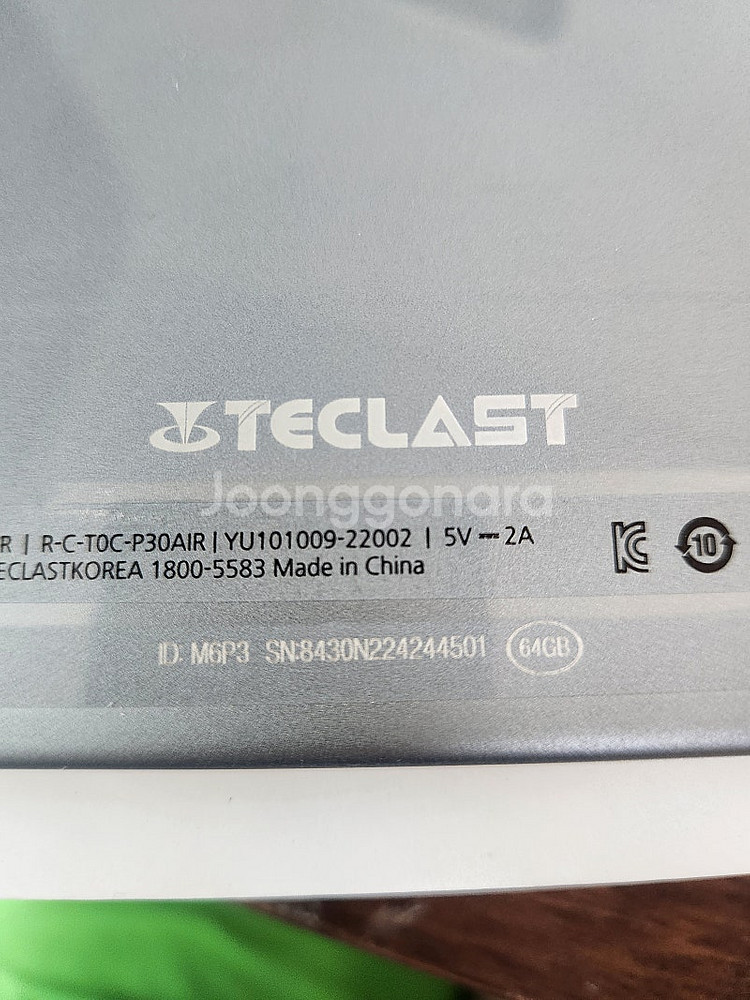 TECLAST
Joonggonara
R | R-C-T0C-P30AIR | YU101009-22002 | 5V ⎓ 2A
10
ECLASTKOREA 1800-5583 Made in China
ID: M6P3 SN:8430N224244501 64GB